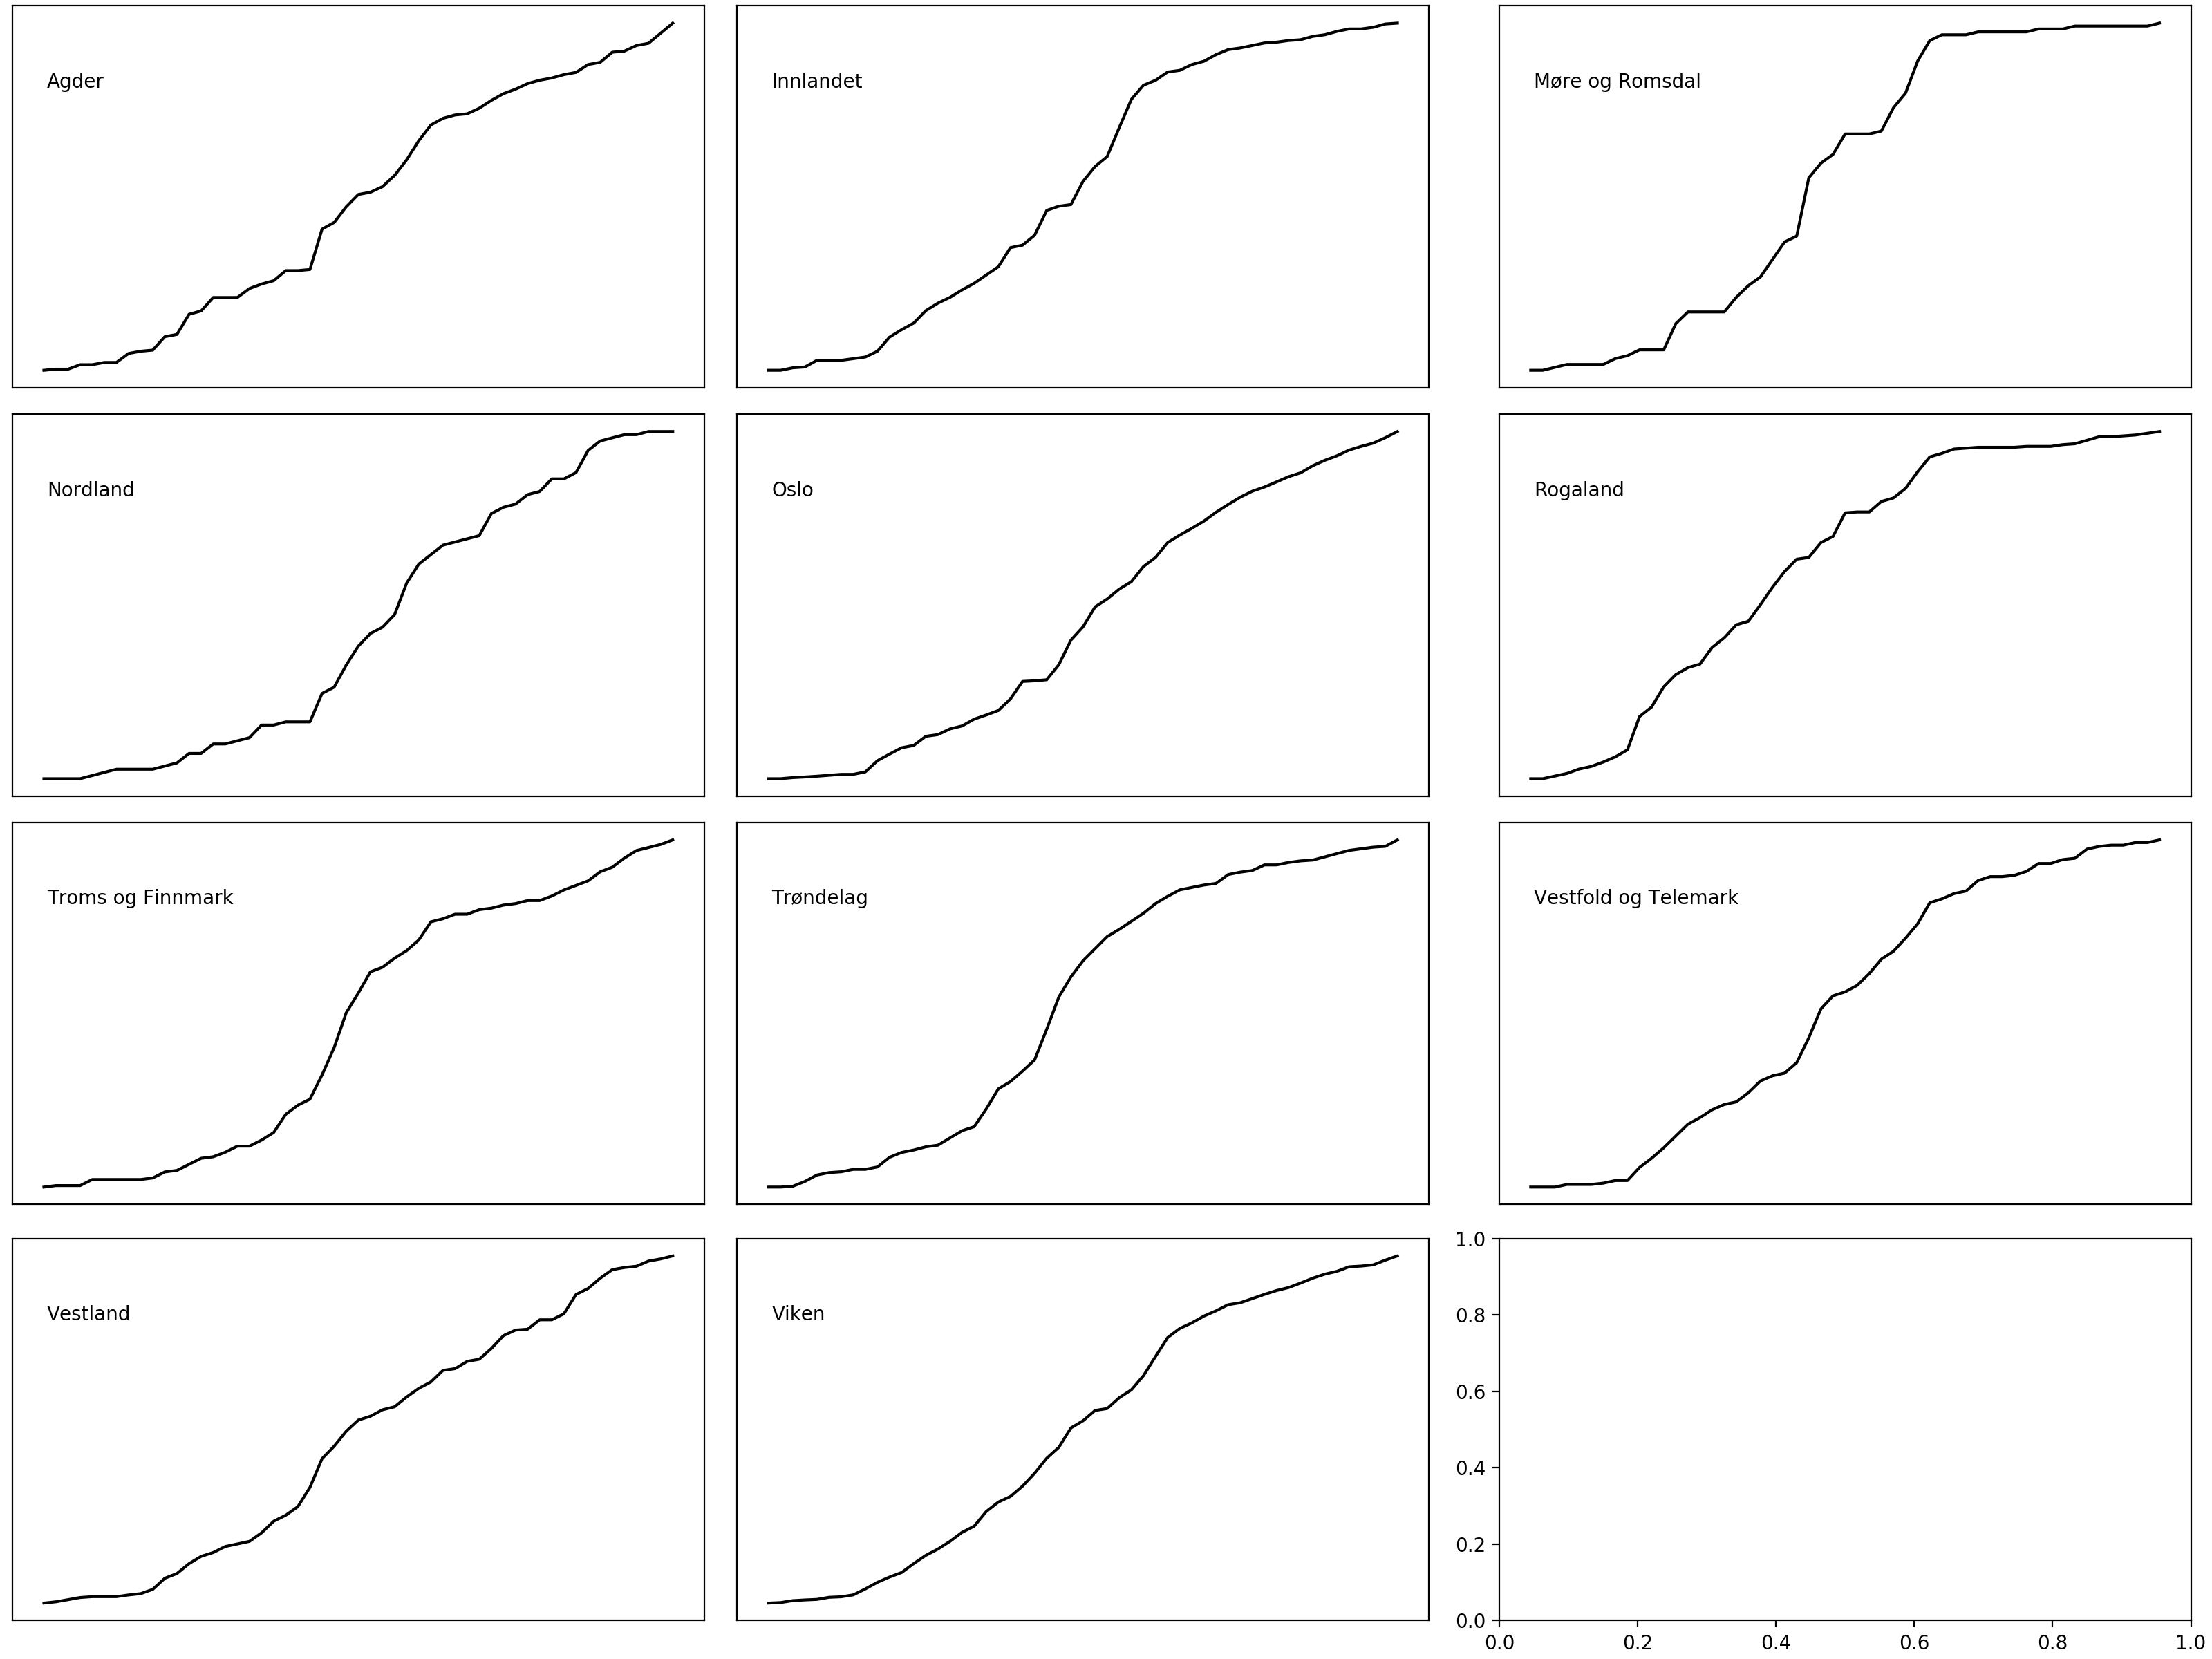 Agder
Innlandet
Møre og Romsdal
Nordland
Oslo
Rogaland
Troms og Finnmark
Trøndelag
Vestfold og Telemark
Vestland
Viken
1.0
0.8
0.6
0.4
0.2
0.0
0.0 0.2 0.4 0.6 0.8 1.0